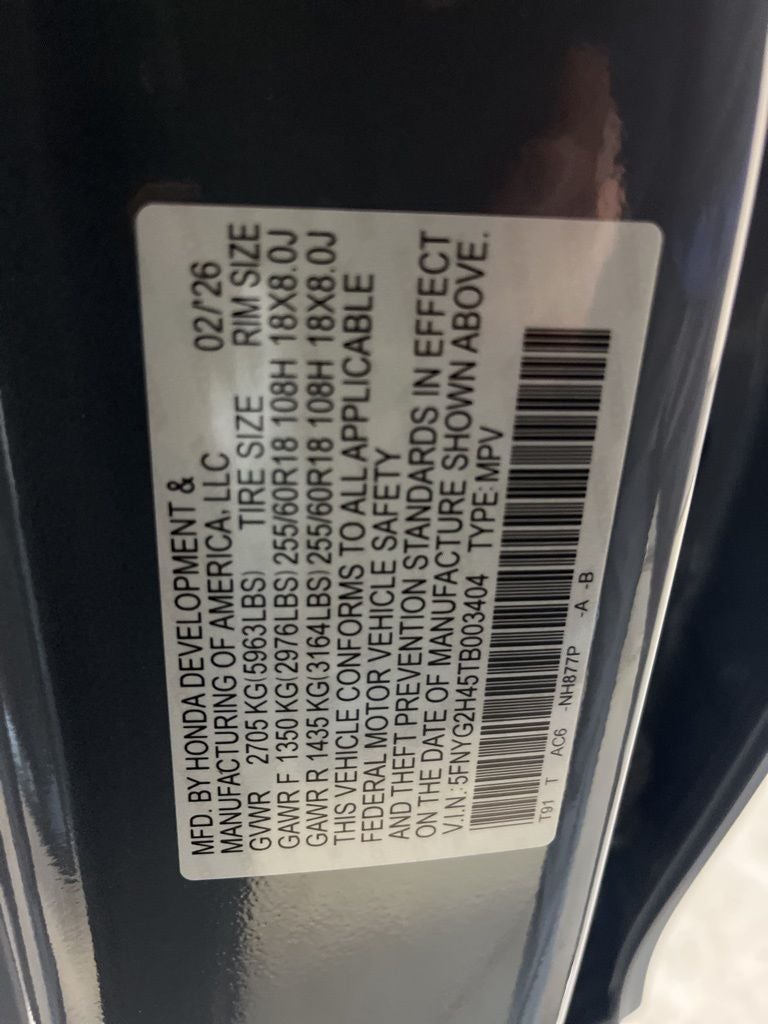 MFD. BY HONDA DEVELOPMENT &
MANUFACTURING OF AMERICA, LLC 02/'26
GVWR 2705 KG(5963LBS) TIRE SIZE RIM SIZE
GAWR F 1350 KG(2976LBS) 255/60R18 108H 18X8.0J
GAWR R 1435 KG(3164LBS) 255/60R18 108H 18X8.0J
THIS VEHICLE CONFORMS TO ALL APPLICABLE
FEDERAL MOTOR VEHICLE SAFETY
AND THEFT PREVENTION STANDARDS IN EFFECT
ON THE DATE OF MANUFACTURE SHOWN ABOVE.
V.I.N.:5FNYG2H45TB003404 TYPE:MPV
T91 T AC6 -NH877P -A -B